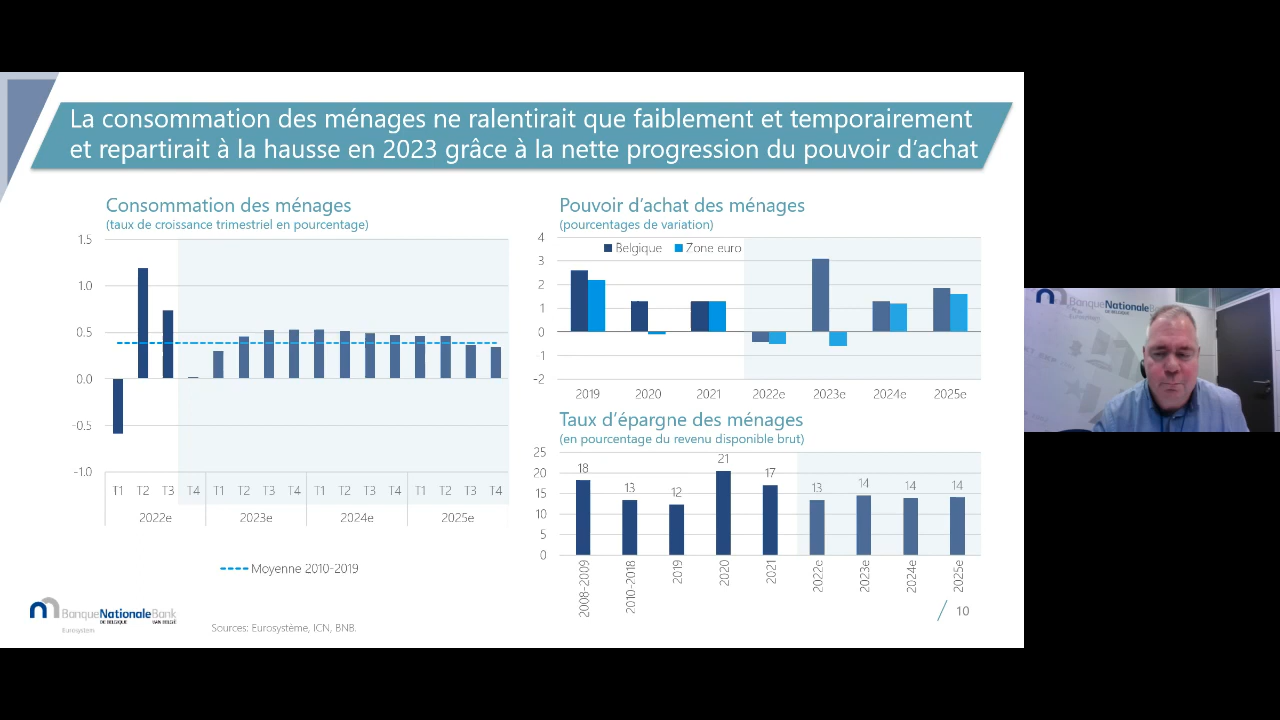 La consommation des ménages ne ralentirait que faiblement et temporairement
et repartirait à la hausse en 2023 grâce à la nette progression du pouvoir d'achat
Consommation des ménages
(taux de croissance trimestriel en pourcentage)
1.5
1.0
0.5
0.0
-0.5
-1.0
T1 T2 T3 T4 T1 T2 T3 T4 T1 T2 T3 T4 T1 T2 T3 T4
2022e 2023e 2024e 2025e
Moyenne 2010-2019
Pouvoir d'achat des ménages
(pourcentages de variation)
Belgique Zone euro
4
3
2
1
0
1
-2
2019 2020 2021 2022e 2023e 2024e 2025e
Taux d'épargne des ménages
(en pourcentage du revenu disponible brut)
25
20
15
10
5
0
18 13 12 21 17 13 14 14 14
2008-2009 2010-2018 2019 2020 2021 2022e 2023e 2024e 2025e
BanqueNationaleBank
DE BELGIQUE VAN BELGIË
Eurosystem
Sources: Eurosystème, ICN, BNB.
10
BanqueNationaleBank
DE BELGIQUE
Eurosystem